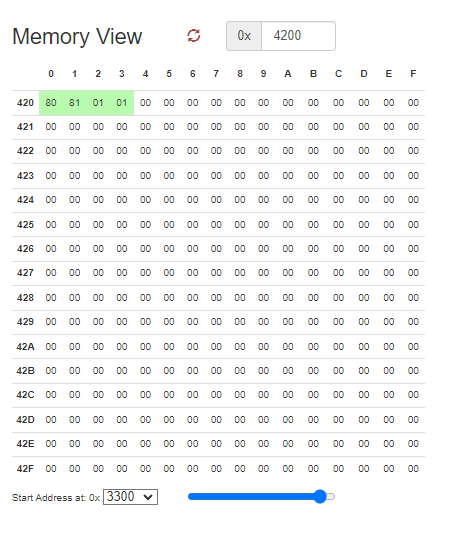 Memory View 0x 4200
0 1 2 3 4 5 6 7 8 9 A B C D E F
420 80 81 01 01 00 00 00 00 00 00 00 00 00 00 00 00
421 00 00 00 00 00 00 00 00 00 00 00 00 00 00 00 00
422 00 00 00 00 00 00 00 00 00 00 00 00 00 00 00 00
423 00 00 00 00 00 00 00 00 00 00 00 00 00 00 00 00
424 00 00 00 00 00 00 00 00 00 00 00 00 00 00 00 00
425 00 00 00 00 00 00 00 00 00 00 00 00 00 00 00 00
426 00 00 00 00 00 00 00 00 00 00 00 00 00 00 00 00
427 00 00 00 00 00 00 00 00 00 00 00 00 00 00 00 00
428 00 00 00 00 00 00 00 00 00 00 00 00 00 00 00 00
429 00 00 00 00 00 00 00 00 00 00 00 00 00 00 00 00
42A 00 00 00 00 00 00 00 00 00 00 00 00 00 00 00 00
42B 00 00 00 00 00 00 00 00 00 00 00 00 00 00 00 00
42C 00 00 00 00 00 00 00 00 00 00 00 00 00 00 00 00
42D 00 00 00 00 00 00 00 00 00 00 00 00 00 00 00 00
42E 00 00 00 00 00 00 00 00 00 00 00 00 00 00 00 00
42F 00 00 00 00 00 00 00 00 00 00 00 00 00 00 00 00
Start Address at: 0x 3300